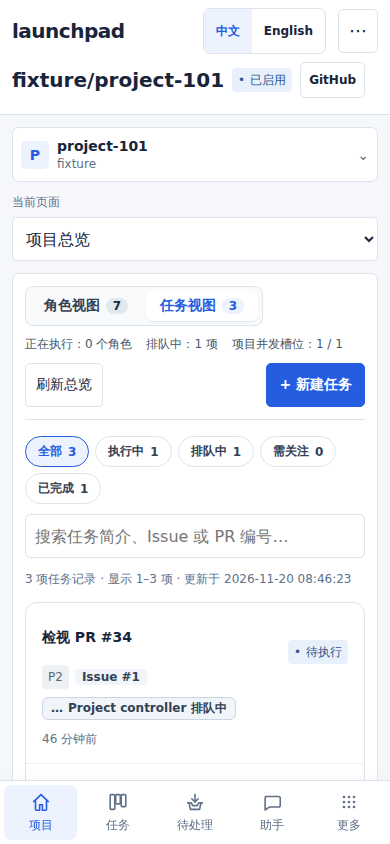 launchpad 中文 English ...
fixture/project-101 • 已启用 GitHub
P project-101
fixture
当前页面
项目总览
角色视图 7 任务视图 3
正在执行：0 个角色 排队中：1 项 项目并发槽位：1 / 1
刷新总览 + 新建任务
全部 3 执行中 1 排队中 1 需关注 0
已完成 1
搜索任务简介、Issue 或 PR 编号…
3 项任务记录 · 显示 1–3 项 · 更新于 2026-11-20 08:46:23
检视 PR #34
• 待执行
P2 Issue #1
… Project controller 排队中
46 分钟前
项目 任务 待处理 助手 更多